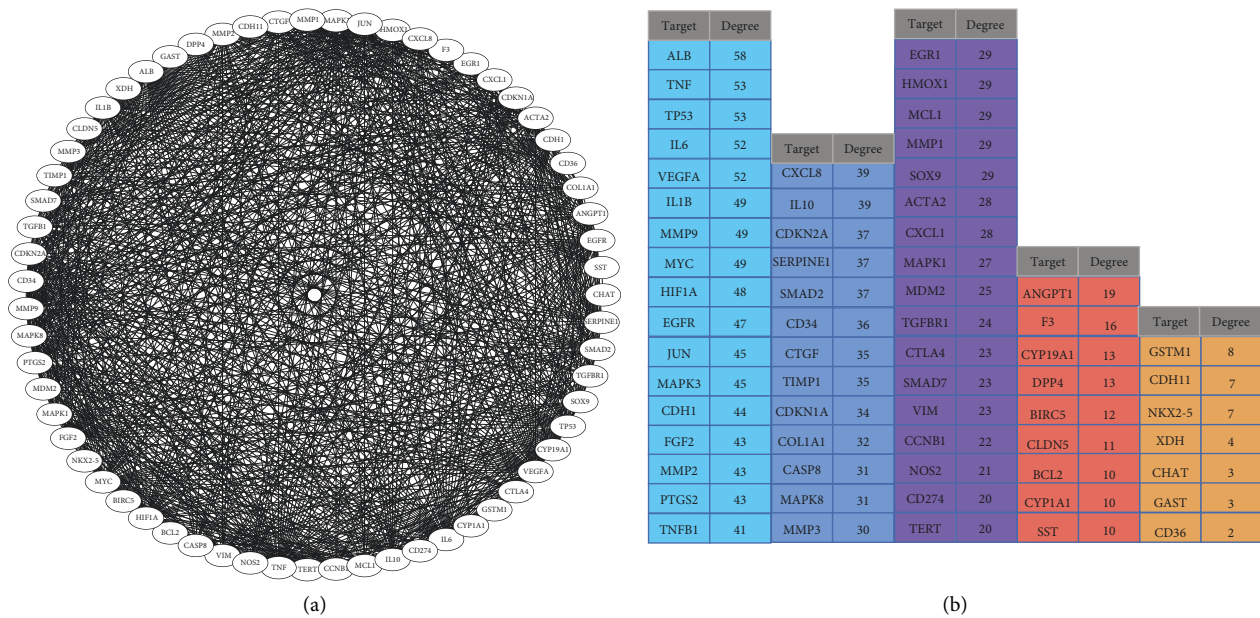 MMP1
MAPK3
JUN
HMOX1
CXCL8
F3
EGR1
CXCL1
CDKN1A
ACTA2
CDH1
CD36
COL1A1
ANGPT1
EGFR
SST
CHAT
SERPINE1
SMAD2
TGFBR1
SOX9
TP53
CYP19A1
VEGFA
CTLA4
GSTM1
CYP1A1
IL6
CD274
IL10
MCL1
CCNB1
TERT
TNF
NOS2
VIM
CASP8
BCL2
HIF1A
BIRC5
MYC
NKX2-5
FGF2
MAPK1
MDM2
PTGS2
MAPK8
MMP9
CD34
CDKN2A
TGFB1
SMAD7
TIMP1
MMP3
CLDN5
IL1B
XDH
ALB
GAST
DPP4
MMP2
CDH11
CTGF
(a)
Target Degree
ALB 58
TNF 53
TP53 53
IL6 52
VEGFA 52
IL1B 49
MMP9 49
MYC 49
HIF1A 48
EGFR 47
JUN 45
MAPK3 45
CDH1 44
FGF2 43
MMP2 43
PTGS2 43
TNFB1 41
Target Degree
CXCL8 39
IL10 39
CDKN2A 37
SERPINE1 37
SMAD2 37
CD34 36
CTGF 35
TIMP1 35
CDKN1A 34
COL1A1 32
CASP8 31
MAPK8 31
MMP3 30
Target Degree
EGR1 29
HMOX1 29
MCL1 29
MMP1 29
SOX9 29
ACTA2 28
CXCL1 28
MAPK1 27
MDM2 25
TGFBR1 24
CTLA4 23
SMAD7 23
VIM 23
CCNB1 22
NOS2 21
CD274 20
TERT 20
Target Degree
ANGPT1 19
F3 16
CYP19A1 13
DPP4 13
BIRC5 12
CLDN5 11
BCL2 10
CYP1A1 10
SST 10
Target Degree
GSTM1 8
CDH11 7
NKX2-5 7
XDH 4
CHAT 3
GAST 3
CD36 2
(b)